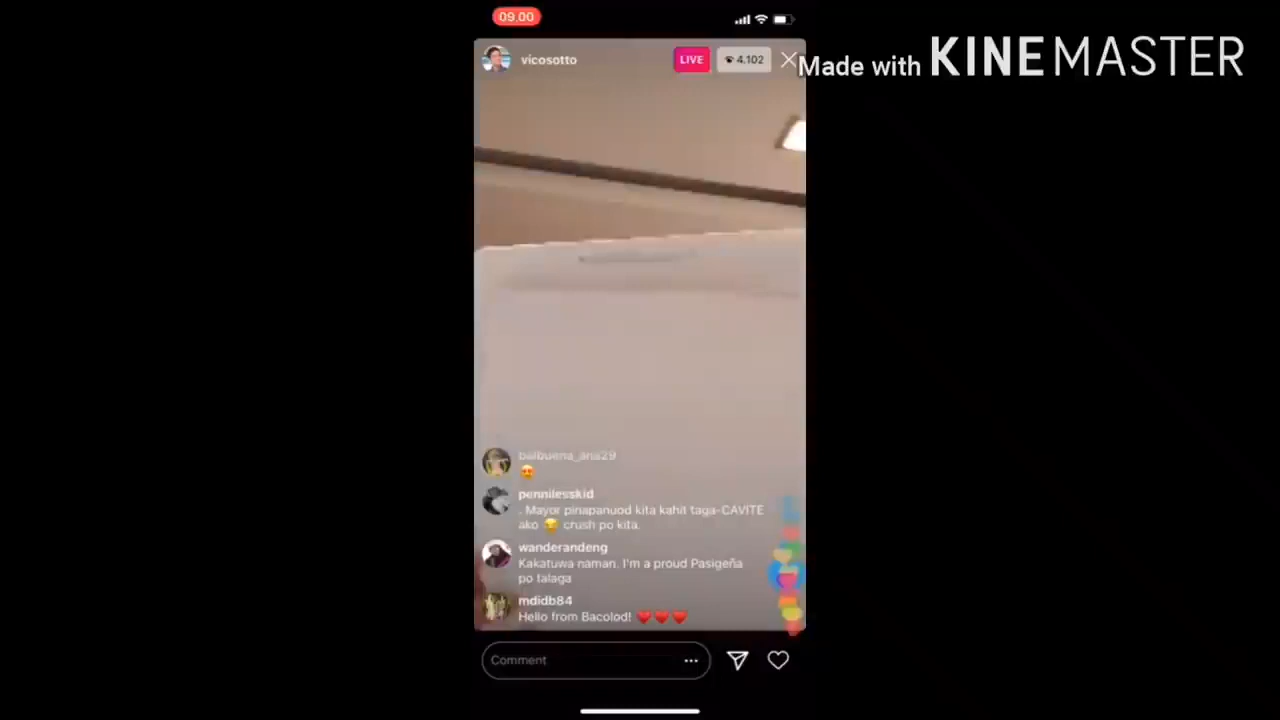 09.00
vicosotto
LIVE 4.102
Made with KINEMASTER
balbuena_ana29
😍
pennilesskid
. Mayor pinapanuod kita kahit taga-CAVITE
ako 😂 crush po kita.
wanderandeng
Kakatuwa naman. I'm a proud Pasigeña
po talaga
mdidb84
Hello from Bacolod! ❤️❤️❤️
Comment ...